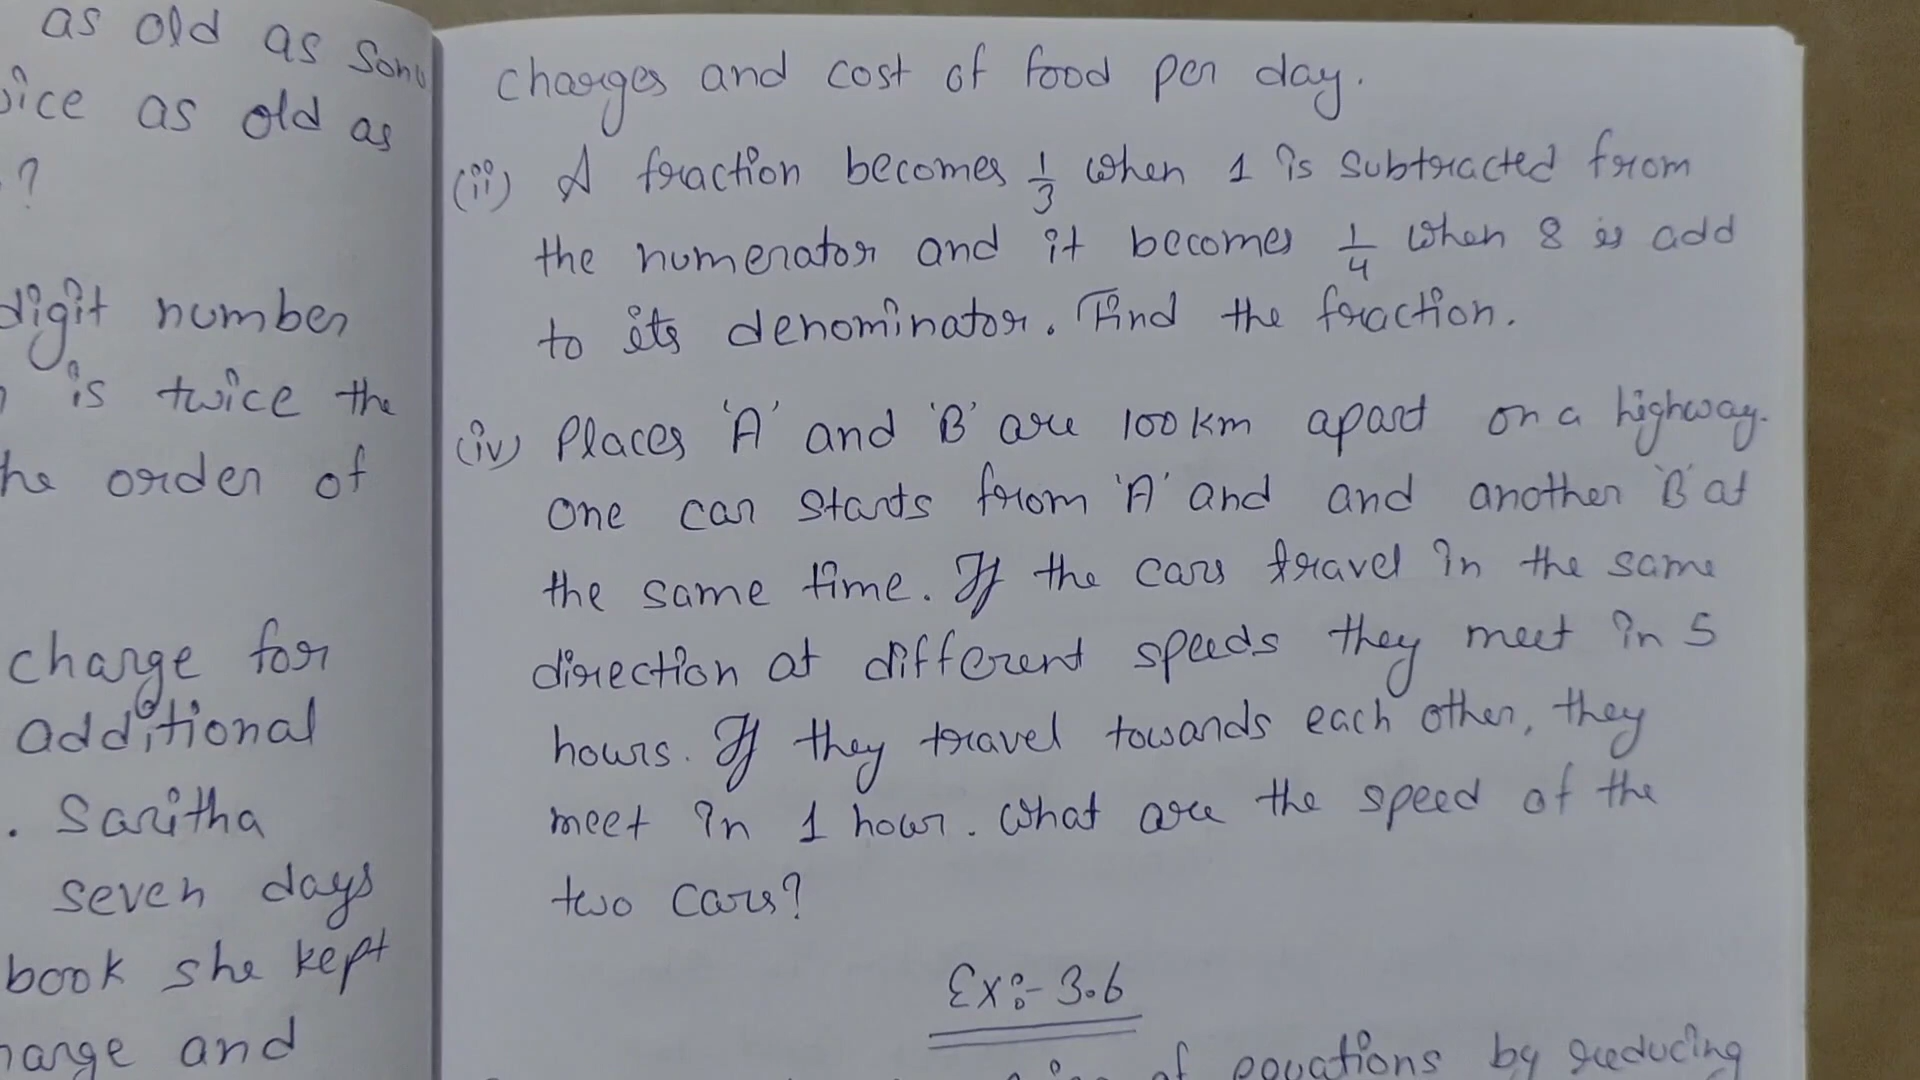 as old as Sonu
as old as
?
digit number
is twice the
order of
charge for
additional
. Saritha
seven days
book she kept
and
charges and cost of food per day.
(ii) A fraction becomes 1/3 when 1 is subtracted from
the numerator and it becomes 1/4 when 8 is add
to its denominator. Find the fraction.
(iv) Places 'A' and 'B' are 100 km apart on a highway.
One car starts from 'A' and and another 'B' at
the same time. If the cars travel in the same
direction at different speeds they meet in 5
hours. If they travel towards each other, they
meet in 1 hour. What are the speed of the
two cars?
Ex:- 3.6
of equations by reducing